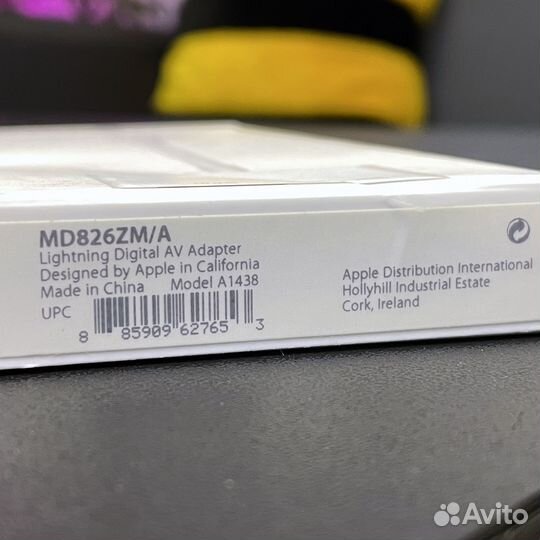 MD826ZM/A
Lightning Digital AV Adapter
Designed by Apple in California
Made in China Model A1438
UPC
8 85909 62765 3
Apple Distribution International
Hollyhill Industrial Estate
Cork, Ireland
Avito